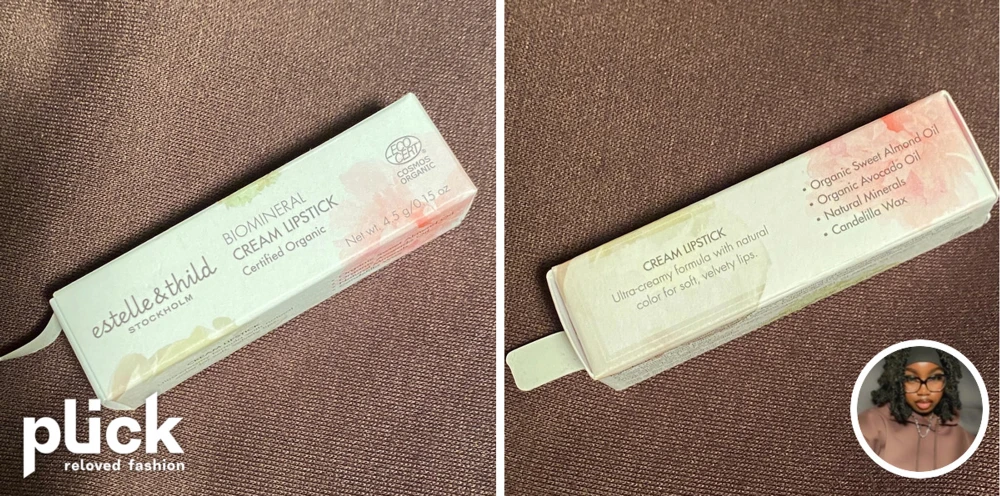 estelle&thild
STOCKHOLM
BIOMINERAL
CREAM LIPSTICK
Certified Organic
ECO
CERT
COSMOS
ORGANIC
Net wt. 4.5 g/0.15 oz
plick
reloved fashion
CREAM LIPSTICK
Ultra-creamy formula with natural
color for soft, velvety lips.
• Organic Sweet Almond Oil
• Organic Avocado Oil
• Natural Minerals
• Candelilla Wax